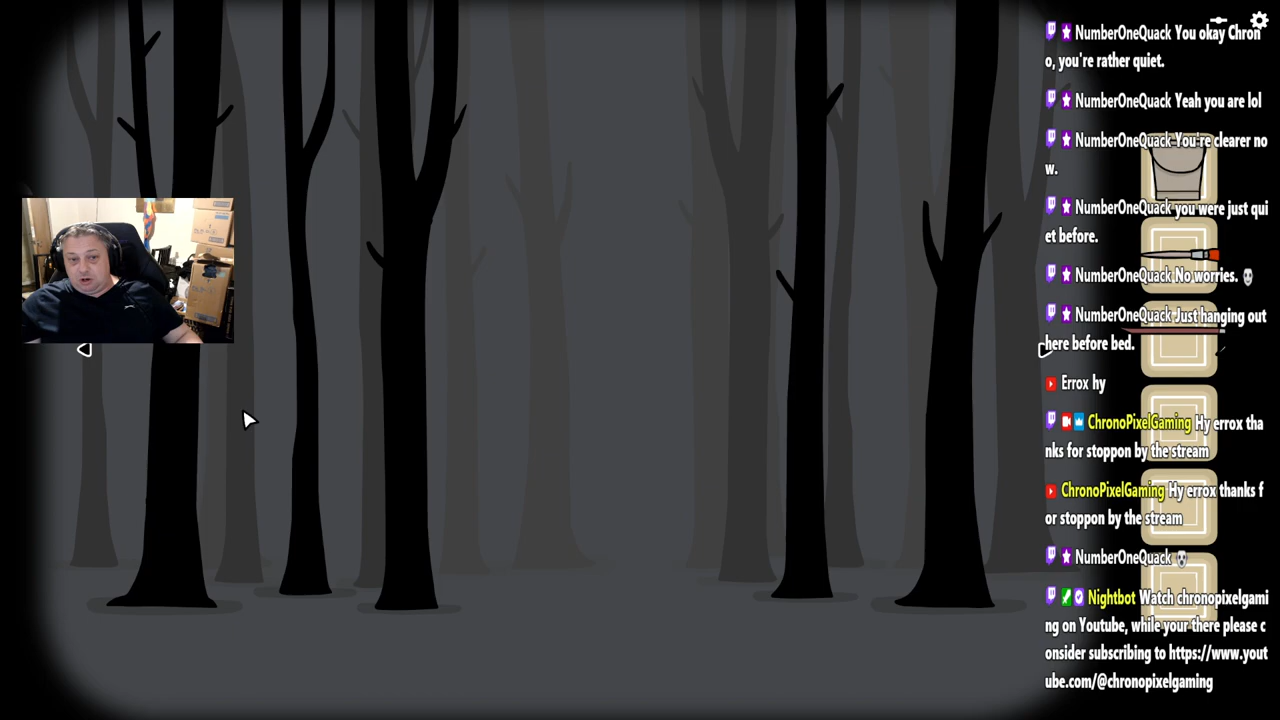 NumberOneQuack You okay Chron
o, you're rather quiet.
NumberOneQuack Yeah you are lol
NumberOneQuack You're clearer no
w.
NumberOneQuack you were just qui
et before.
NumberOneQuack No worries.
NumberOneQuack Just hanging out
here before bed.
Errox hy
ChronoPixelGaming Hy errox tha
nks for stoppon by the stream
ChronoPixelGaming Hy errox thanks f
or stoppon by the stream
NumberOneQuack
Nightbot Watch chronopixelgami
ng on Youtube, while your there please c
onsider subscribing to https://www.yout
ube.com/@chronopixelgaming